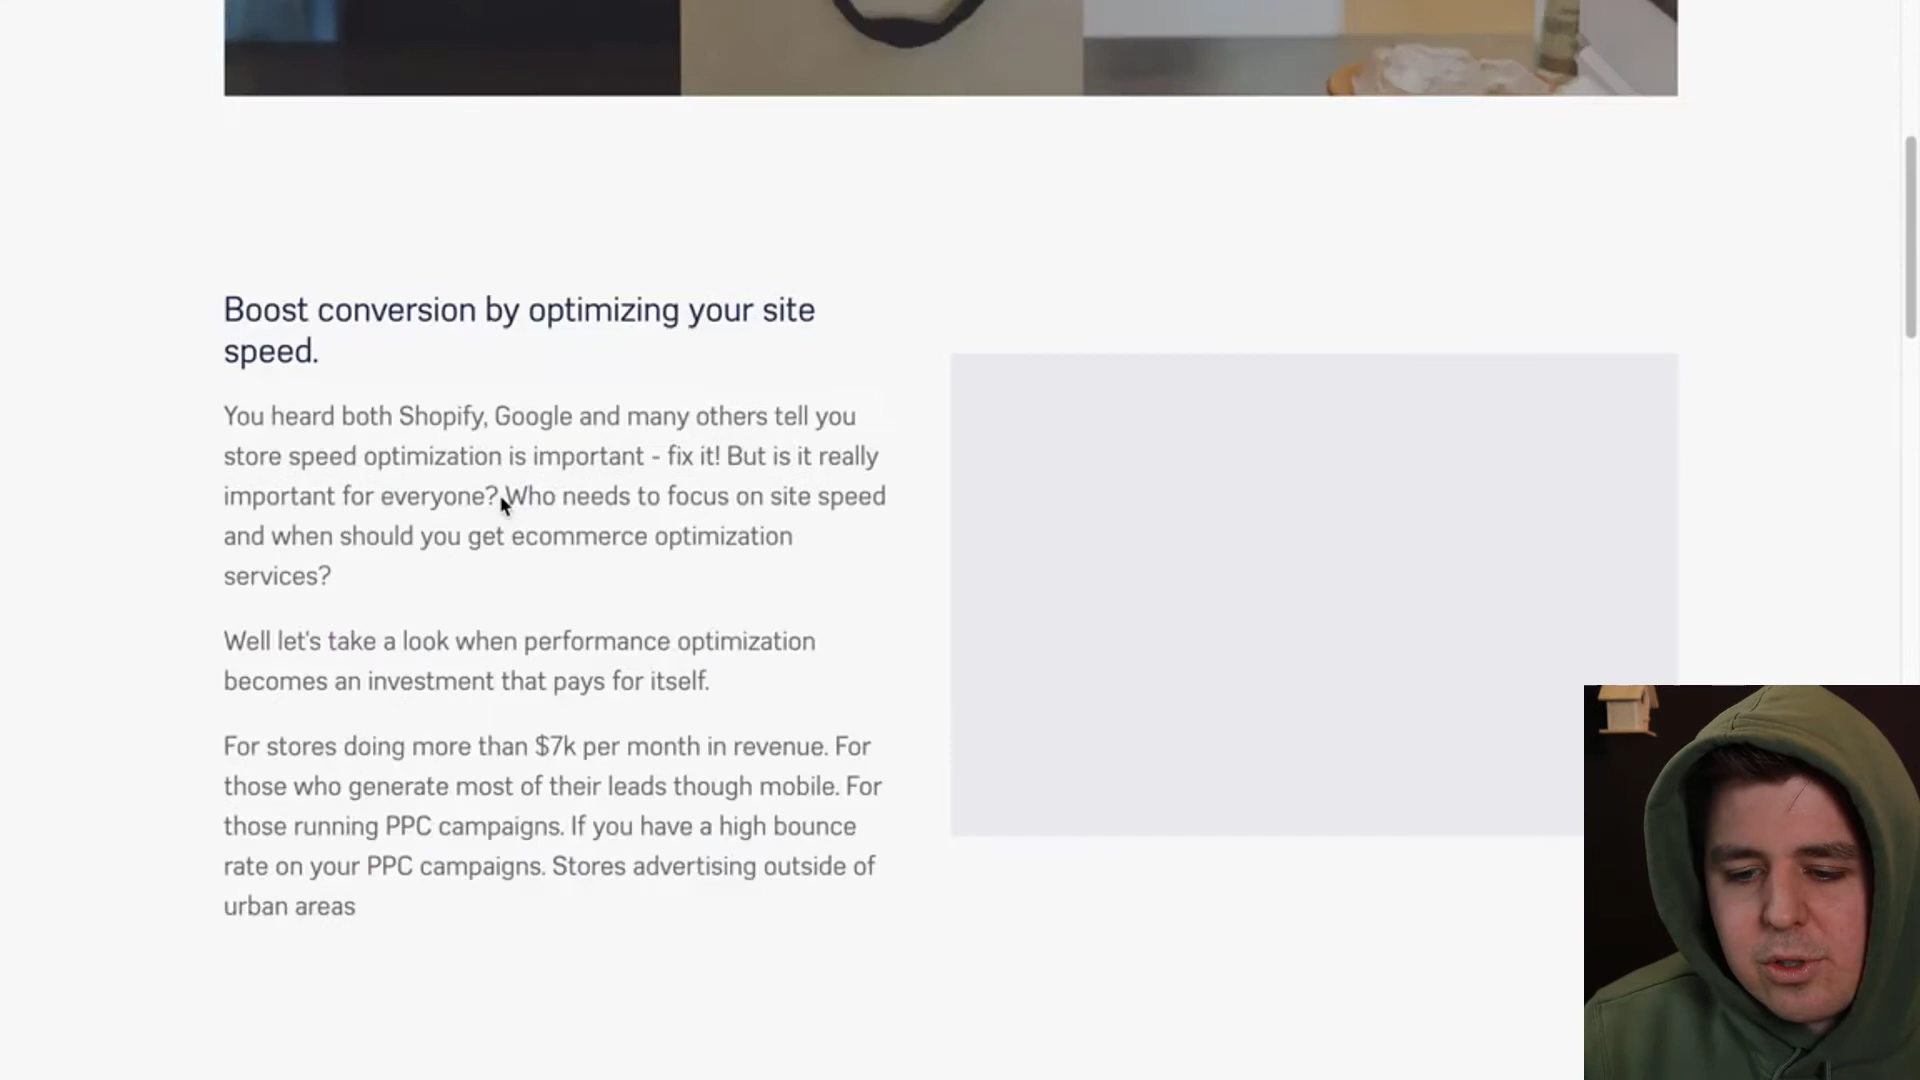 Boost conversion by optimizing your site
speed.
You heard both Shopify, Google and many others tell you
store speed optimization is important - fix it! But is it really
important for everyone? Who needs to focus on site speed
and when should you get ecommerce optimization
services?
Well let's take a look when performance optimization
becomes an investment that pays for itself.
For stores doing more than $7k per month in revenue. For
those who generate most of their leads though mobile. For
those running PPC campaigns. If you have a high bounce
rate on your PPC campaigns. Stores advertising outside of
urban areas